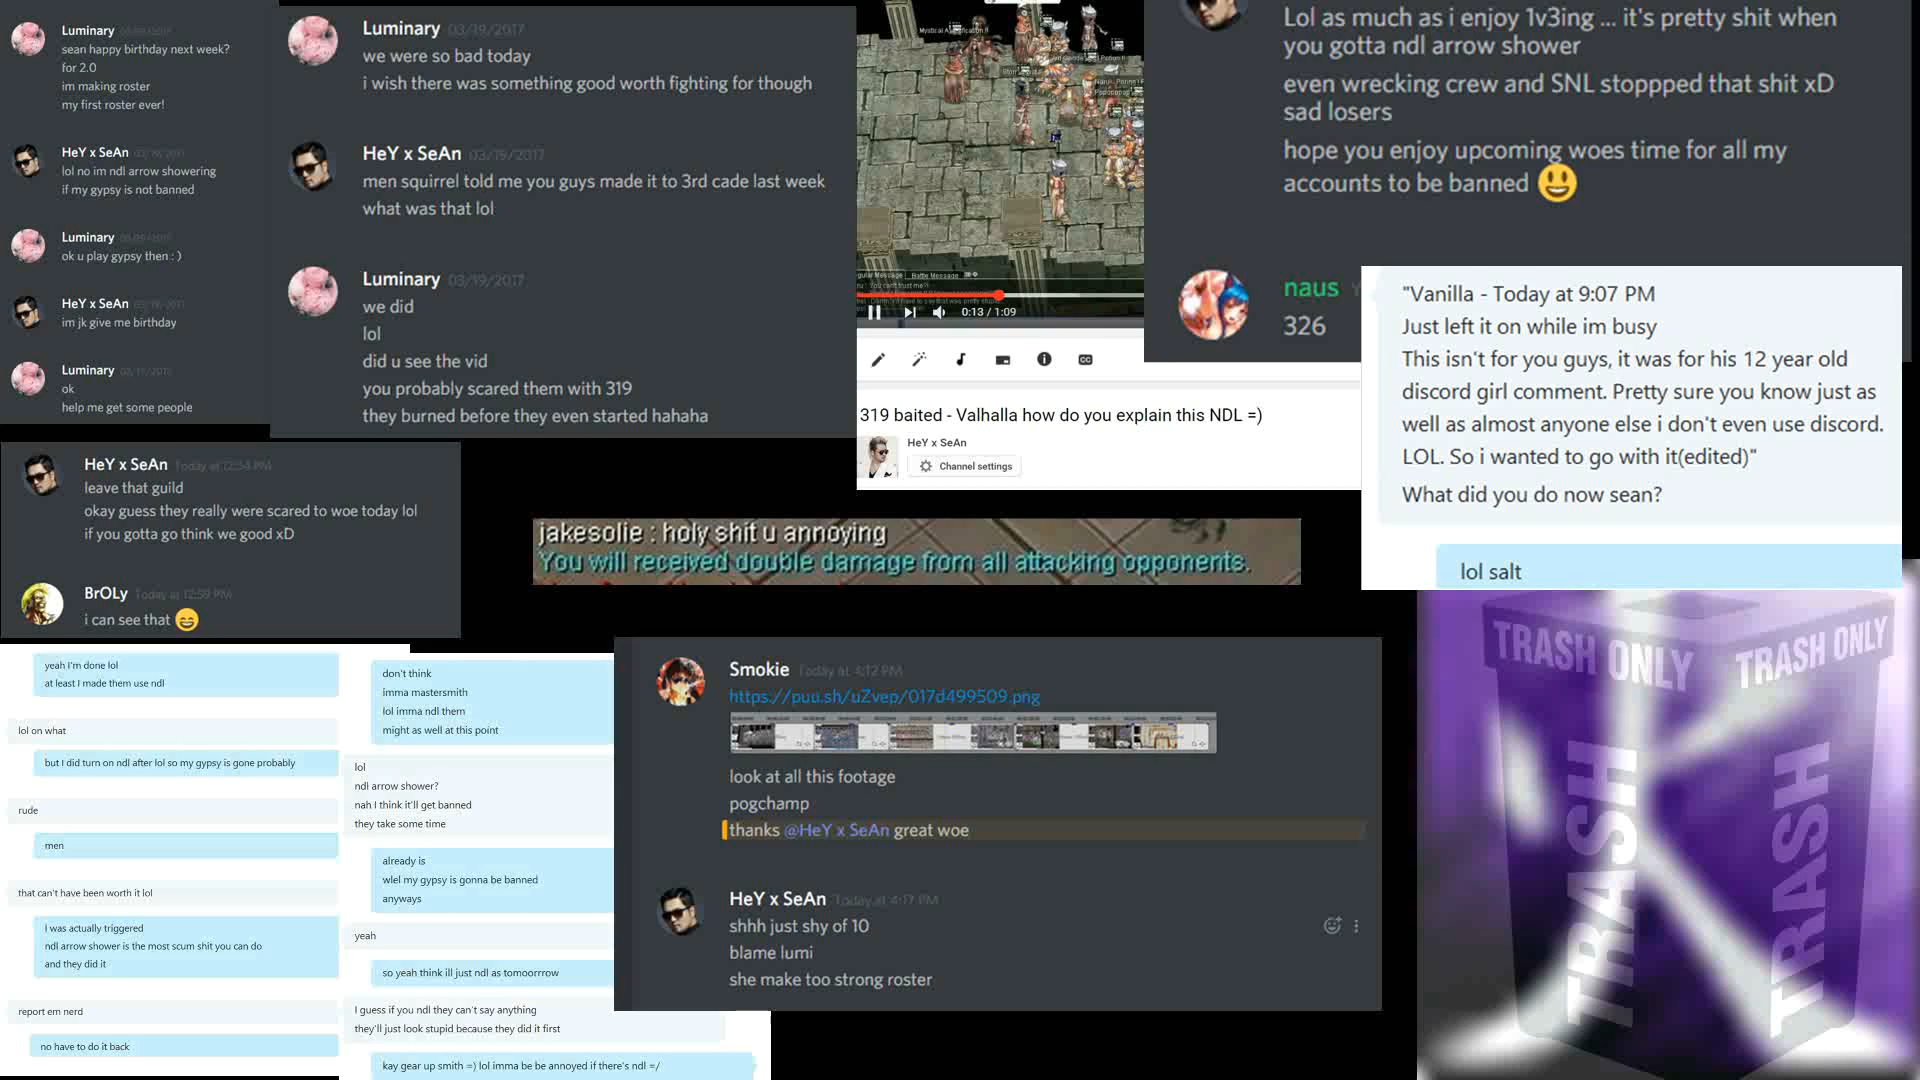 Luminary 03/19/2017
sean happy birthday next week?
for 2.0
im making roster
my first roster ever!
HeY x SeAn 03/19/2017
lol no im ndl arrow showering
if my gypsy is not banned
Luminary 03/19/2017
ok u play gypsy then : )
HeY x SeAn 03/19/2017
im jk give me birthday
Luminary 03/19/2017
ok
help me get some people
Luminary 03/19/2017
we were so bad today
i wish there was something good worth fighting for though
HeY x SeAn 03/19/2017
men squirrel told me you guys made it to 3rd cade last week
what was that lol
Luminary 03/19/2017
we did
lol
did u see the vid
you probably scared them with 319
they burned before they even started hahaha
Battle Message
You can't trust me?!
0:13 / 1:09
CC
319 baited - Valhalla how do you explain this NDL =)
HeY x SeAn
Channel settings
Lol as much as i enjoy 1v3ing ... it's pretty shit when
you gotta ndl arrow shower
even wrecking crew and SNL stoppped that shit xD
sad losers
hope you enjoy upcoming woes time for all my
accounts to be banned 😃
naus
326
"Vanilla - Today at 9:07 PM
Just left it on while im busy
This isn't for you guys, it was for his 12 year old
discord girl comment. Pretty sure you know just as
well as almost anyone else i don't even use discord.
LOL. So i wanted to go with it(edited)"
What did you do now sean?
lol salt
HeY x SeAn Today at 12:54 PM
leave that guild
okay guess they really were scared to woe today lol
if you gotta go think we good xD
BrOLy Today at 12:59 PM
i can see that 😄
jakesolie : holy shit u annoying
You will received double damage from all attacking opponents.
yeah I'm done lol
at least I made them use ndl
lol on what
but I did turn on ndl after lol so my gypsy is gone probably
rude
men
that can't have been worth it lol
I was actually triggered
ndl arrow shower is the most scum shit you can do
and they did it
report em nerd
no have to do it back
don't think
imma mastersmith
lol imma ndl them
might as well at this point
lol
ndl arrow shower?
nah I think it'll get banned
they take some time
already is
wlel my gypsy is gonna be banned
anyways
yeah
so yeah think ill just ndl as tomoorrrow
I guess if you ndl they can't say anything
they'll just look stupid because they did it first
kay gear up smith =) lol imma be be annoyed if there's ndl =/
Smokie Today at 4:12 PM
https://puu.sh/uZvep/017d499509.png
look at all this footage
pogchamp
thanks @HeY x SeAn great woe
HeY x SeAn Today at 4:17 PM
shhh just shy of 10
blame lumi
she make too strong roster
TRASH ONLY
TRASH ONLY
TRASH
TRASH